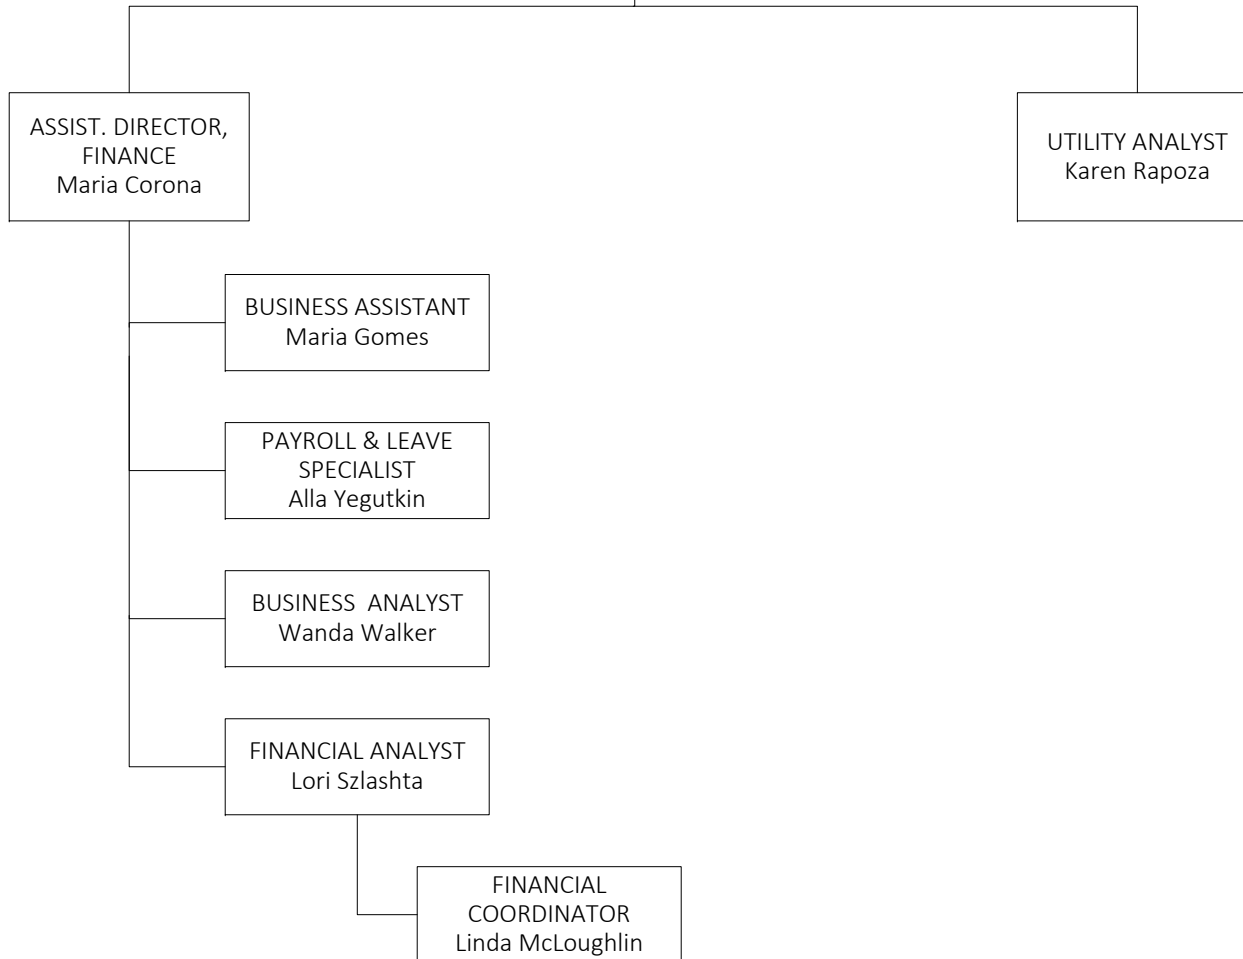 ASSIST. DIRECTOR,
FINANCE
Maria Corona
UTILITY ANALYST
Karen Rapoza
BUSINESS ASSISTANT
Maria Gomes
PAYROLL & LEAVE
SPECIALIST
Alla Yegutkin
BUSINESS  ANALYST
Wanda Walker
FINANCIAL ANALYST
Lori Szlashta
FINANCIAL
COORDINATOR
Linda McLoughlin